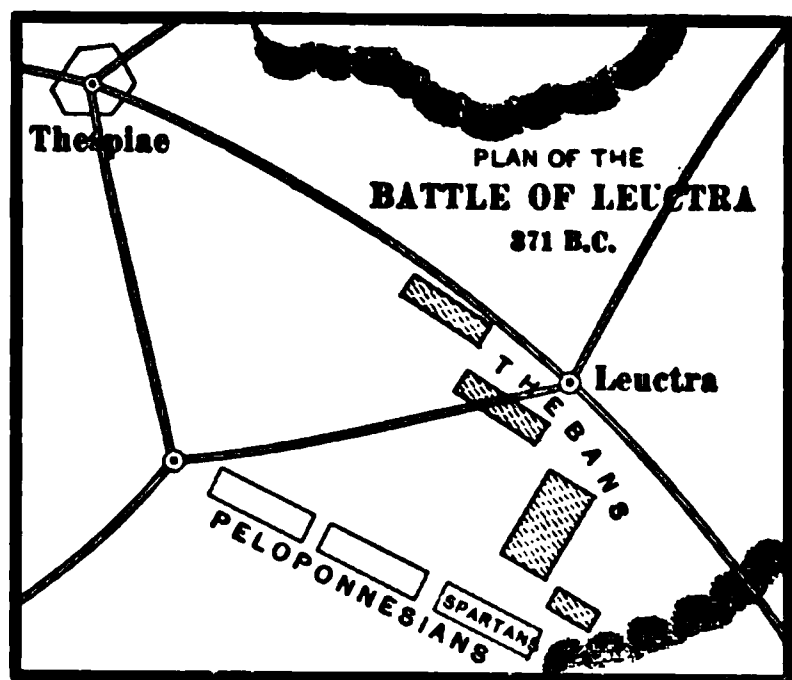 Thespiae
PLAN OF THE
BATTLE OF LEUCTRA
371 B.C.
THEBANS
Leuctra
PELOPONNESIANS
SPARTANS